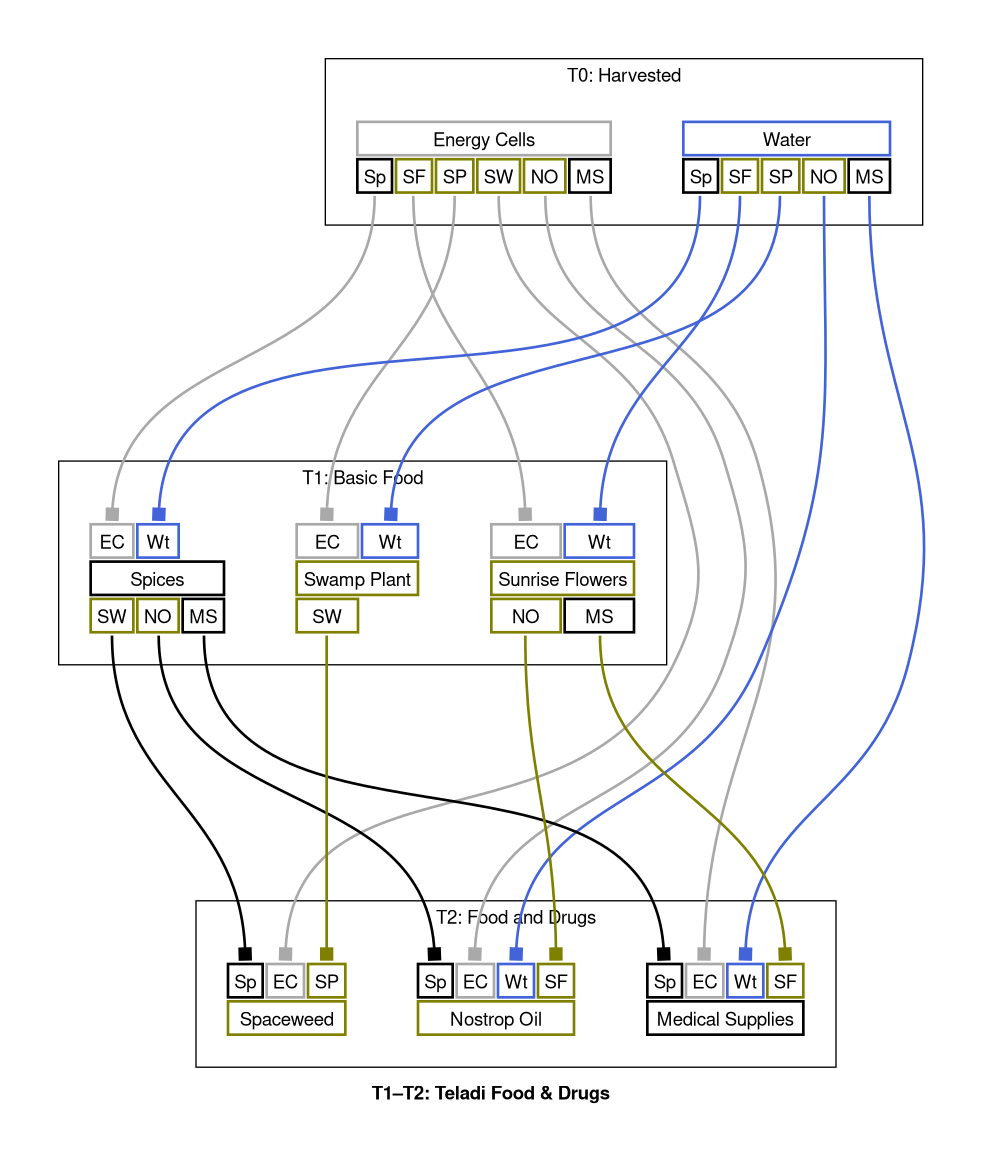 T0: Harvested
Energy Cells Water
Sp SF SP SW NO MS Sp SF SP NO MS
T1: Basic Food
EC Wt EC Wt EC Wt
Spices Swamp Plant Sunrise Flowers
SW NO MS SW NO MS
T2: Food and Drugs
Sp EC SP Sp EC Wt SF Sp EC Wt SF
Spaceweed Nostrop Oil Medical Supplies
T1–T2: Teladi Food & Drugs